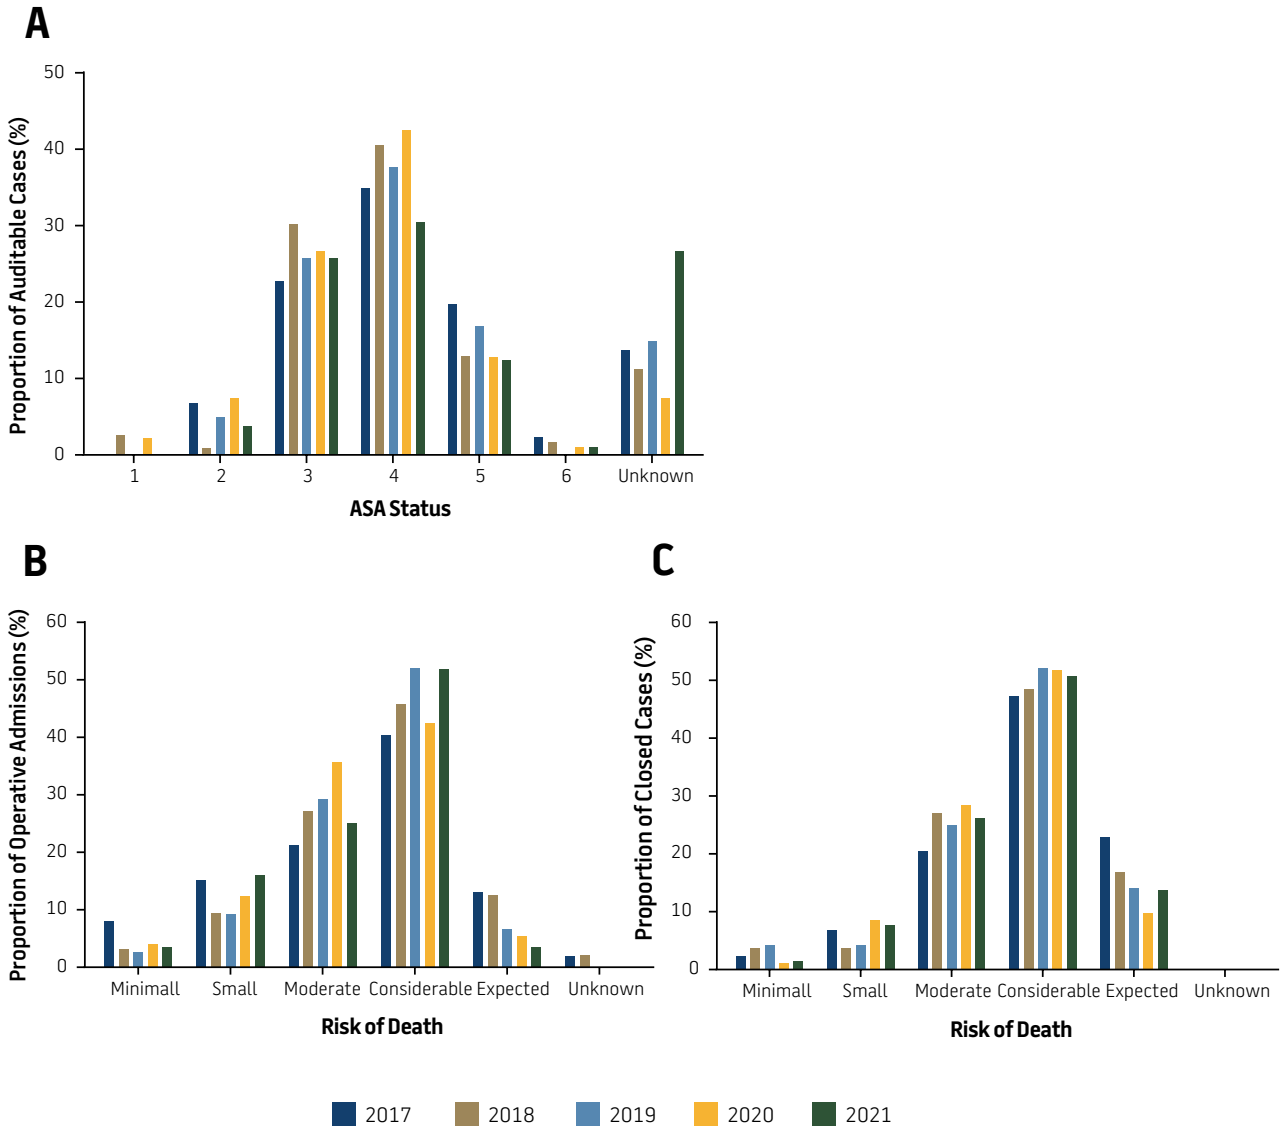 A
Proportion of Auditable Cases (%)
50
40
30
20
10
0
1 2 3 4 5 6 Unknown
ASA Status
B
Proportion of Operative Admissions (%)
60
50
40
30
20
10
0
Minimall Small Moderate Considerable Expected Unknown
Risk of Death
C
Proportion of Closed Cases (%)
60
50
40
30
20
10
0
Minimall Small Moderate Considerable Expected Unknown
Risk of Death
2017 2018 2019 2020 2021